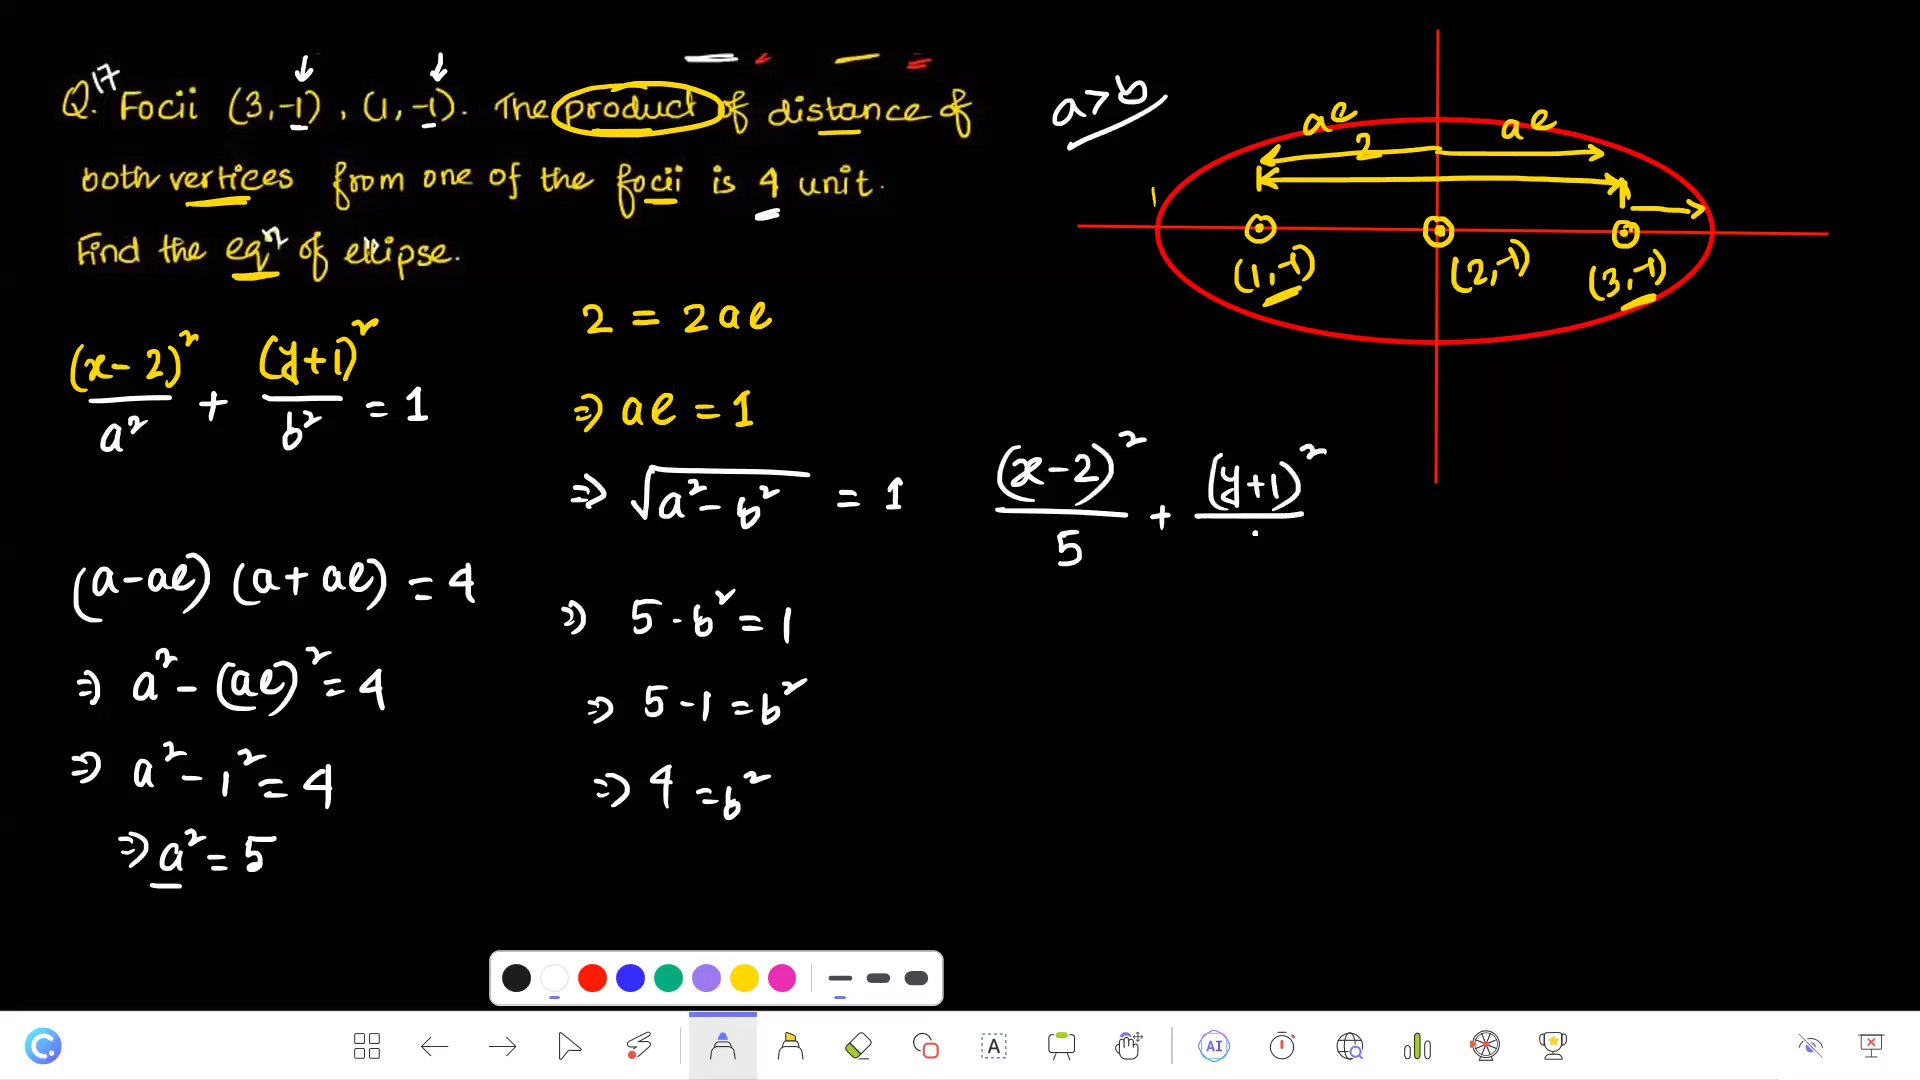 Q.17 Focii (3,-1), (1,-1). The product of distance of
both vertices from one of the focii is 4 unit.
Find the eqn of ellipse.
(x-2)²/a² + (y+1)²/b² = 1
(a-ae) (a+ae) = 4
⇒ a² - (ae)² = 4
⇒ a² - 1² = 4
⇒ a² = 5
2 = 2ae
⇒ ae = 1
⇒ √(a²-b²) = 1
⇒ 5 - b² = 1
⇒ 5 - 1 = b²
⇒ 4 = b²
a>b
ae
ae
2
(1,-1)
(2,-1)
(3,-1)
(x-2)²/5 + (y+1)²/
A
AI